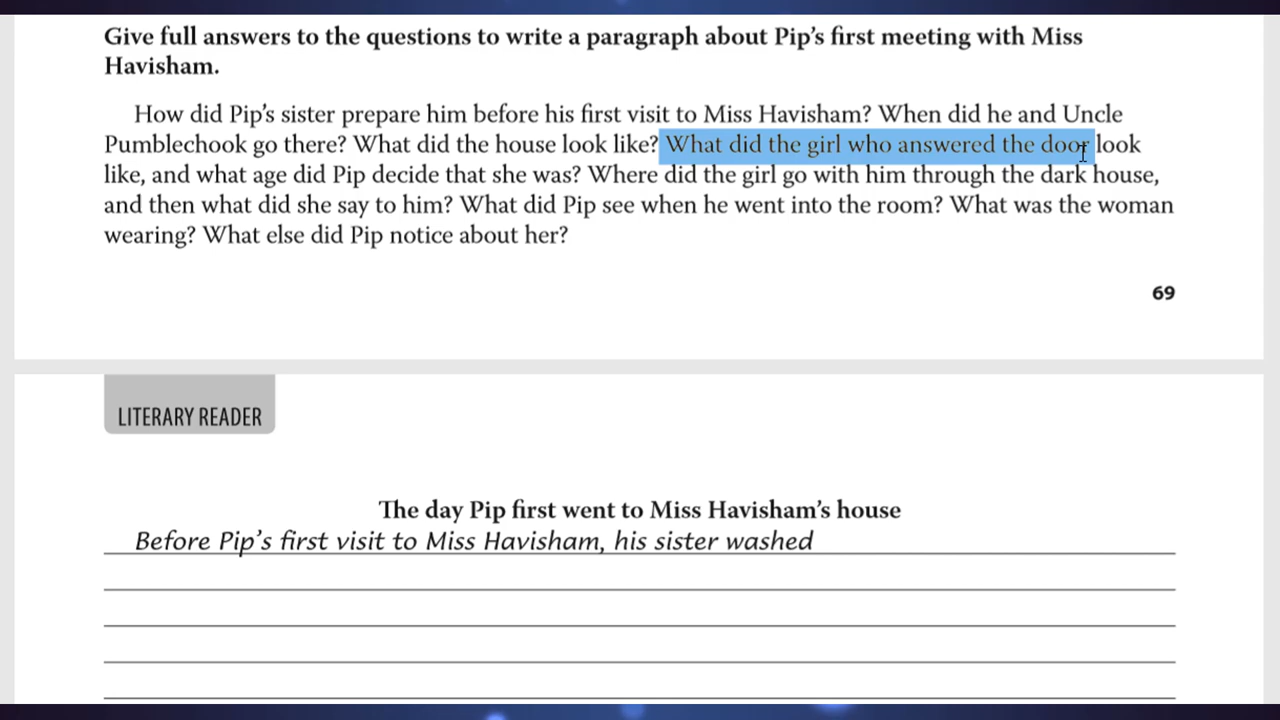 Give full answers to the questions to write a paragraph about Pip's first meeting with Miss
Havisham.
How did Pip's sister prepare him before his first visit to Miss Havisham? When did he and Uncle
Pumblechook go there? What did the house look like? What did the girl who answered the door look
like, and what age did Pip decide that she was? Where did the girl go with him through the dark house,
and then what did she say to him? What did Pip see when he went into the room? What was the woman
wearing? What else did Pip notice about her?
69
LITERARY READER
The day Pip first went to Miss Havisham's house
Before Pip's first visit to Miss Havisham, his sister washed